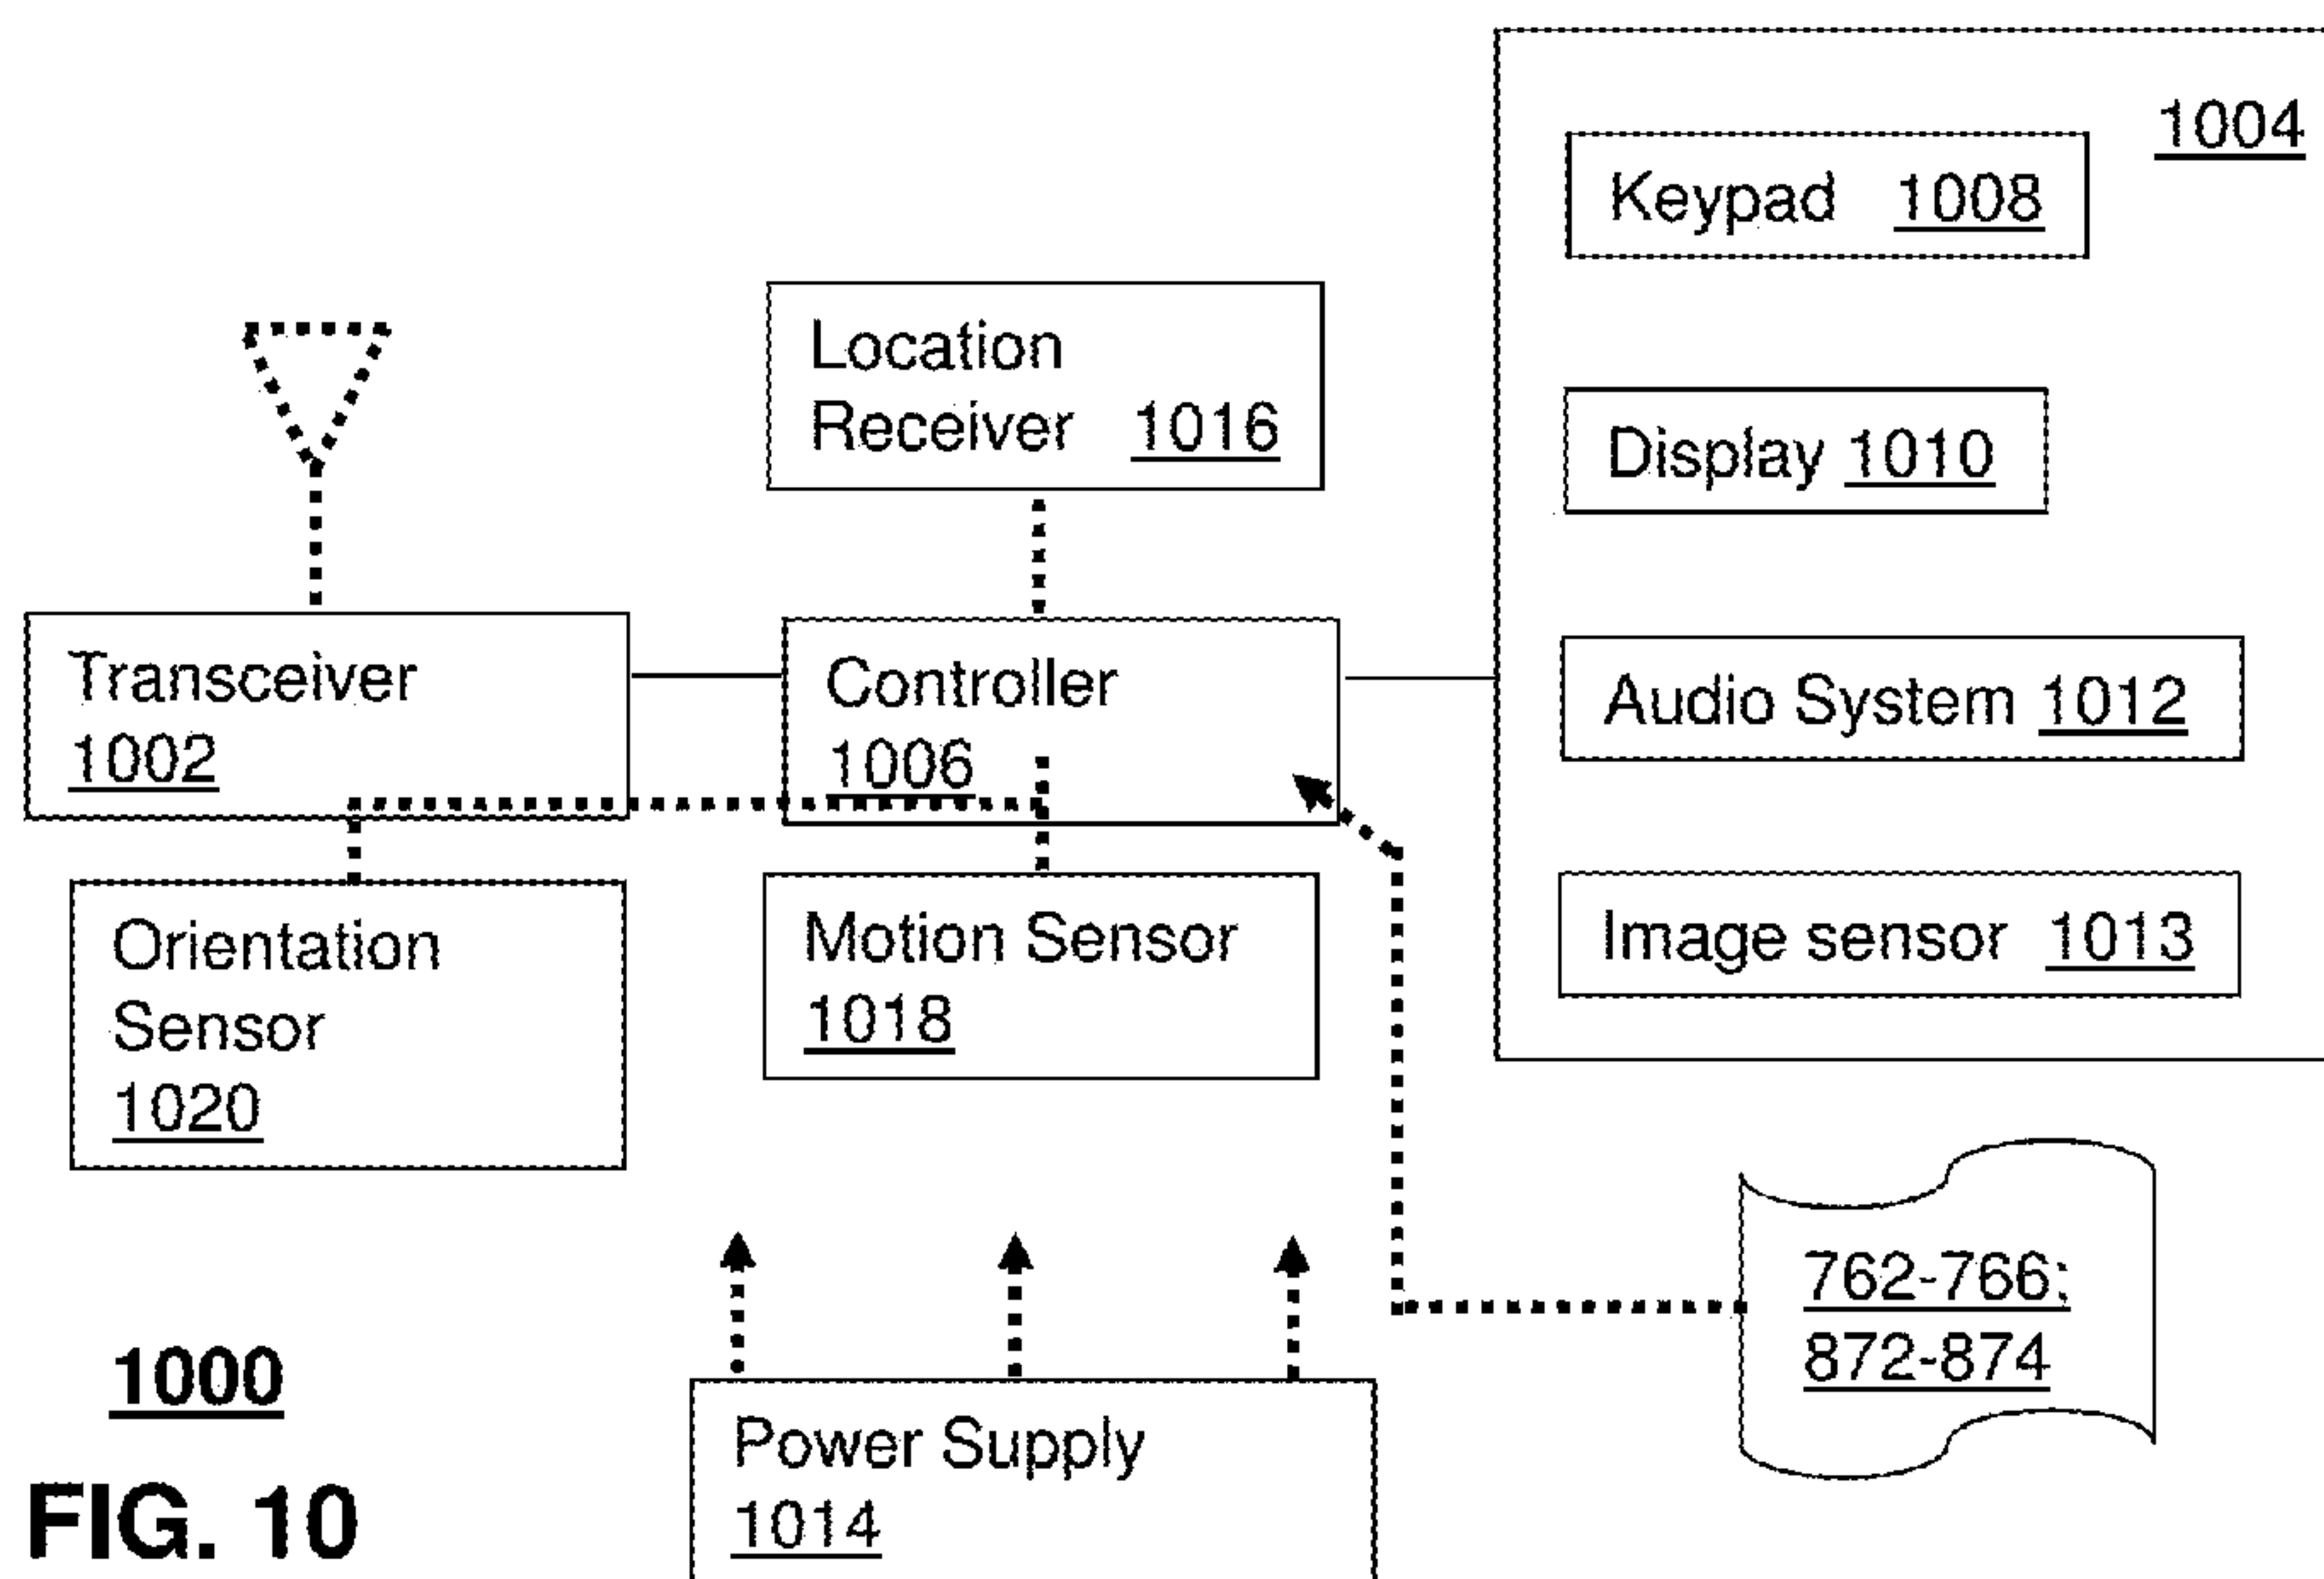 1004
Keypad 1008
Location
Receiver 1016
Display 1010
Transceiver
1002
Controller
1006
Audio System 1012
Orientation
Sensor
1020
Motion Sensor
1018
Image sensor 1013
762-766;
872-874
1000
FIG. 10
Power Supply
1014